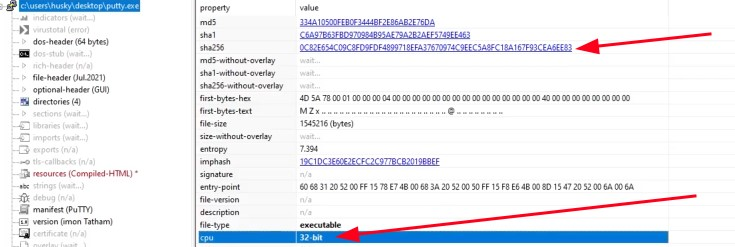 c:\users\husky\desktop\putty.exe
indicators (wait...)
virustotal (error)
dos-header (64 bytes)
dos-stub (wait...)
rich-header (n/a)
file-header (Jul.2021)
optional-header (GUI)
directories (4)
sections (wait...)
libraries (wait...)
imports (wait...)
exports (n/a)
tls-callbacks (n/a)
resources (Compiled-HTML) *
abc strings (wait...)
debug (n/a)
manifest (PuTTY)
version (imon Tatham)
certificate (n/a)
overlay (wait...)
property value
md5 334A10500FEB0F3444BF2E86AB2E76DA
sha1 C6A97B63FBD970984B95AE79A2B2AEF5749EE463
sha256 0C82E654C09C8FD9FDF4899718EFA37670974C9EEC5A8FC18A167F93CEA6EE83
md5-without-overlay wait...
sha1-without-overlay wait...
sha256-without-overlay wait...
first-bytes-hex 4D 5A 78 00 01 00 00 00 04 00 00 00 00 00 00 00 00 00 00 00 00 00 00 00 40 00 00 00 00 00 00 00
first-bytes-text M Z x .. .. .. .. .. .. .. .. .. .. .. .. .. .. .. .. .. @ .. .. .. .. .. .. ..
file-size 1545216 (bytes)
size-without-overlay wait...
entropy 7.394
imphash 19C1DC3E60E2ECFC2C977BCB2019BBEF
signature n/a
entry-point 60 68 31 20 52 00 FF 15 78 E7 4B 00 68 3A 20 52 00 50 FF 15 F8 E6 4B 00 8D 15 47 20 52 00 6A 00 6A
file-version n/a
description n/a
file-type executable
cpu 32-bit